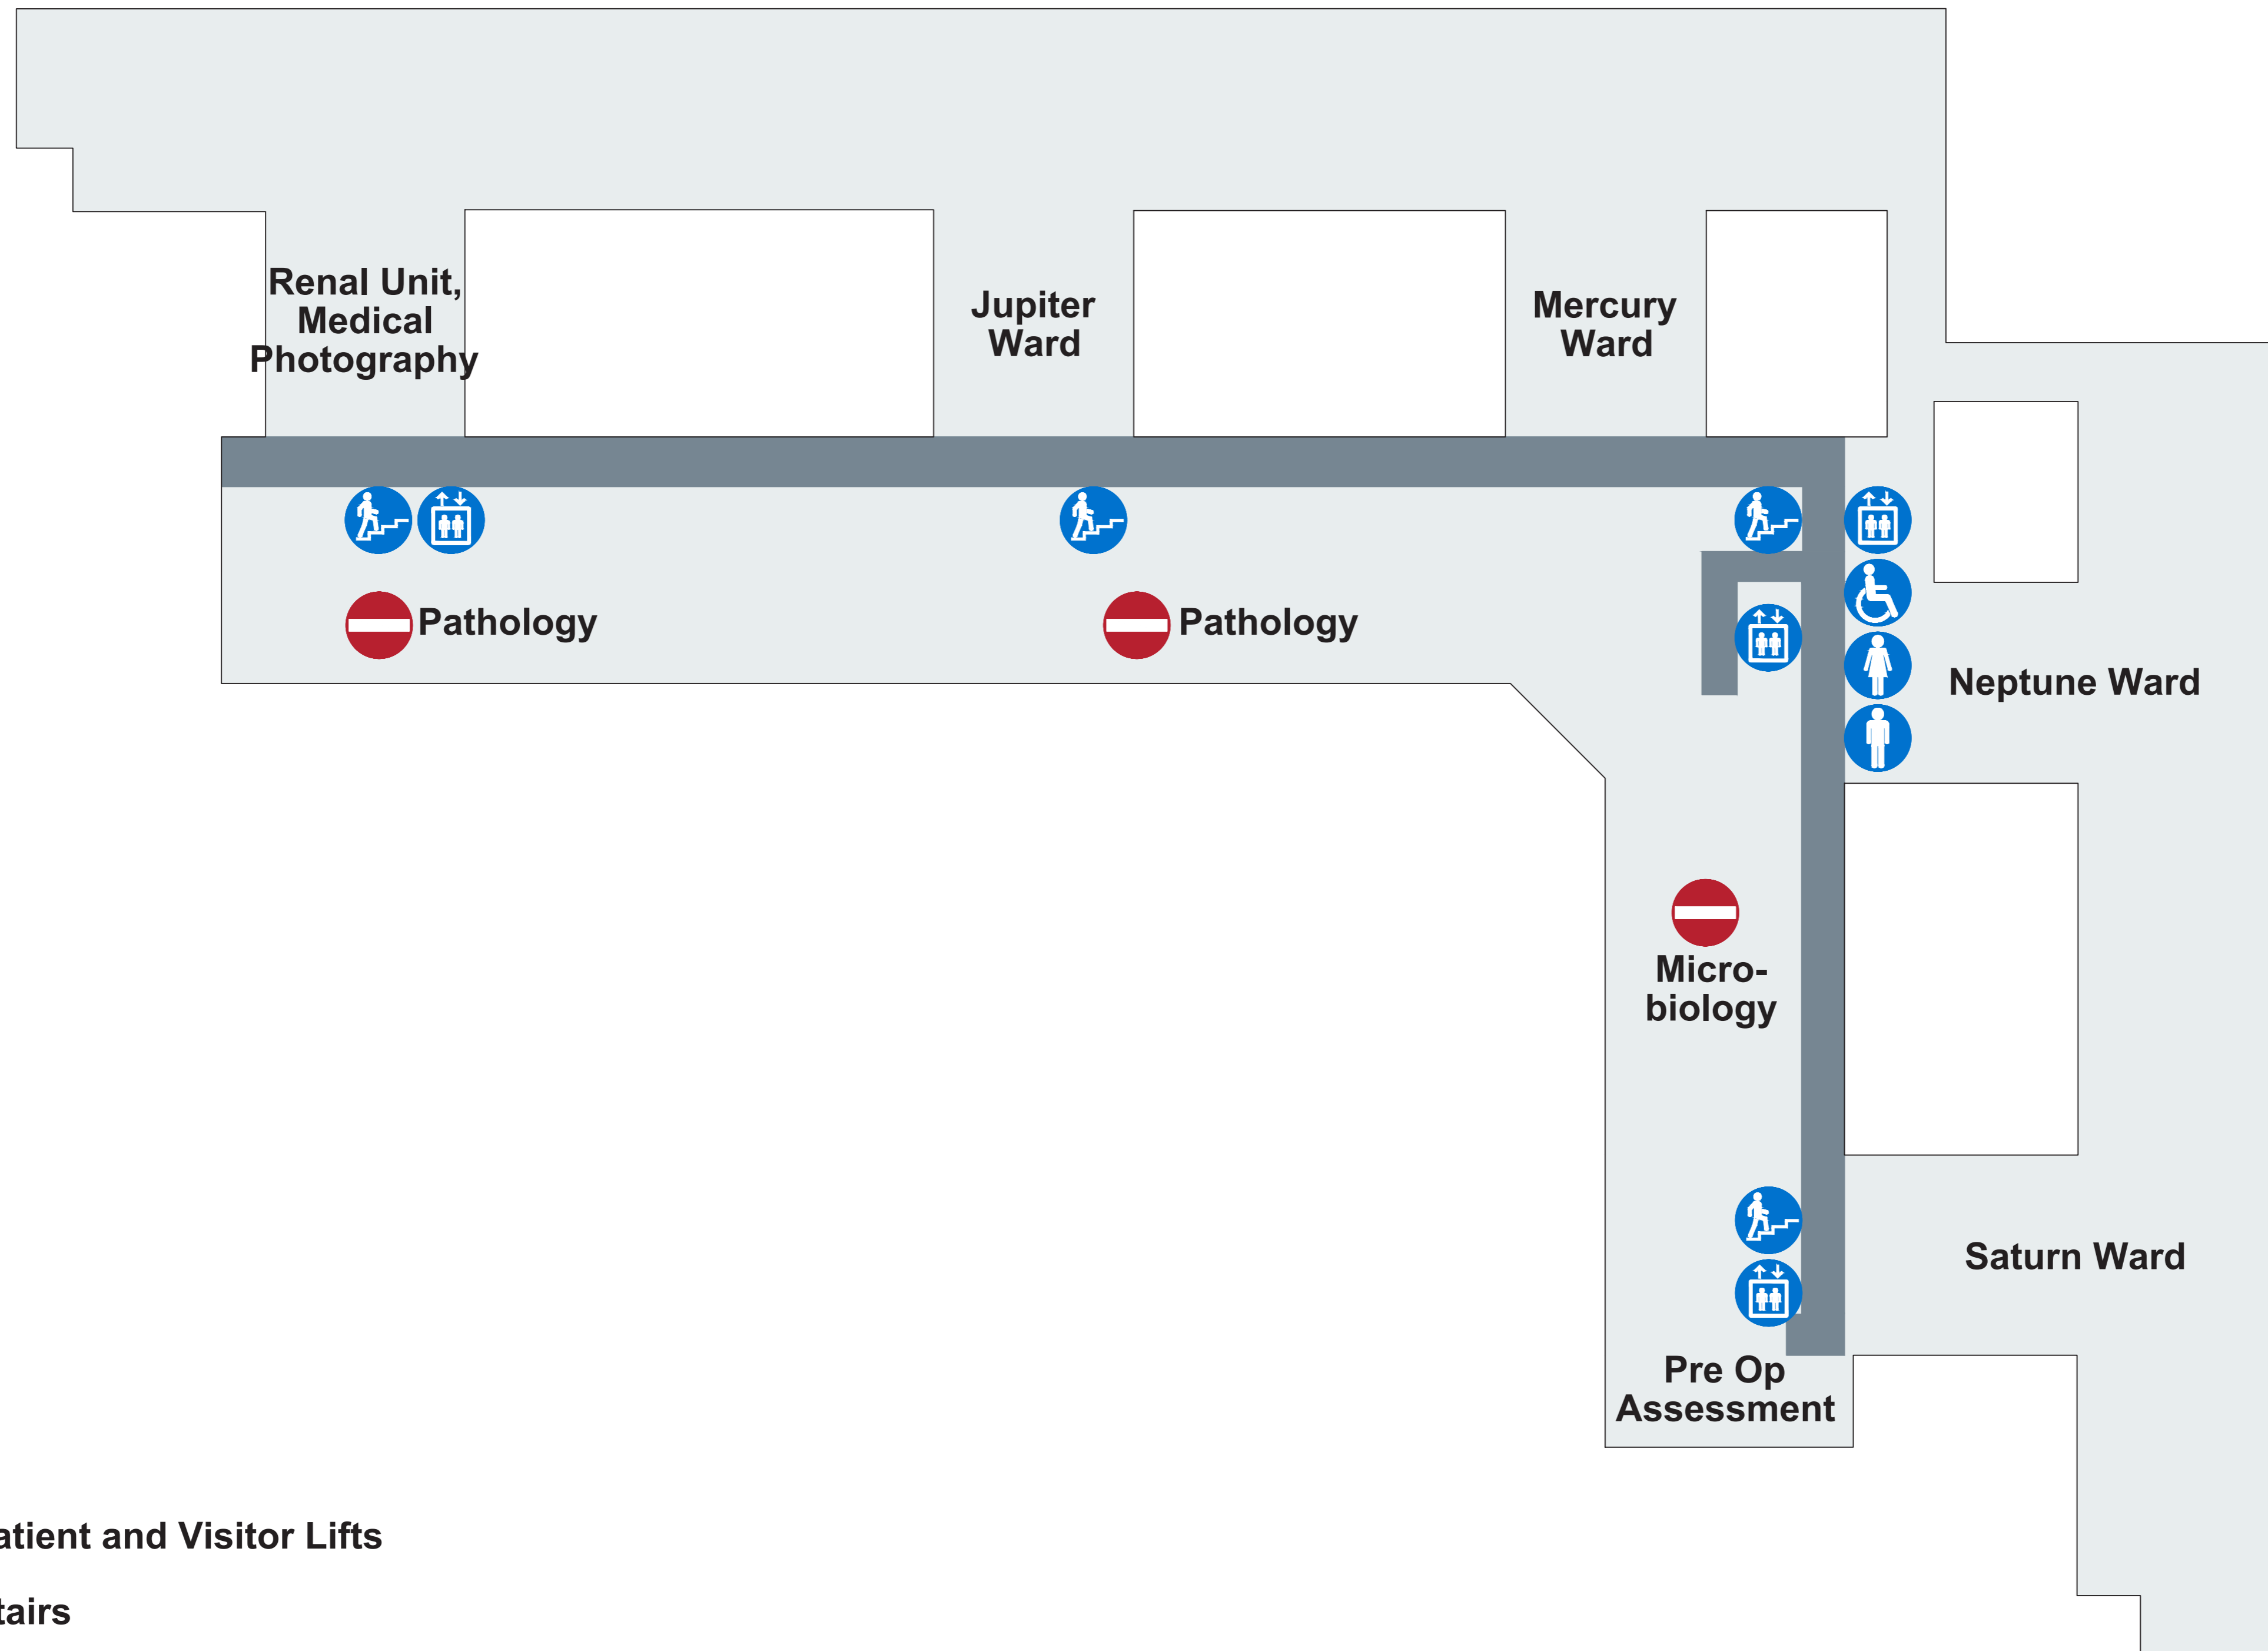 Renal Unit,
Medical
Photography
Jupiter
Ward
Mercury
Ward
Pathology
Pathology
Neptune Ward
Micro-
biology
Saturn Ward
Pre Op
Assessment
atient and Visitor Lifts
tairs